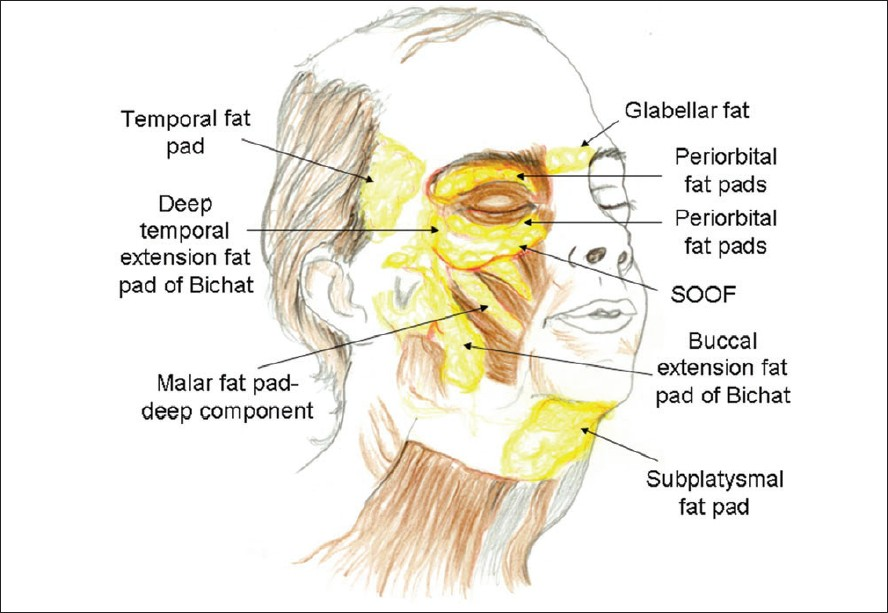 Temporal fat
pad
Deep
temporal
extension fat
pad of Bichat
Malar fat pad-
deep component
Glabellar fat
Periorbital
fat pads
Periorbital
fat pads
SOOF
Buccal
extension fat
pad of Bichat
Subplatysmal
fat pad